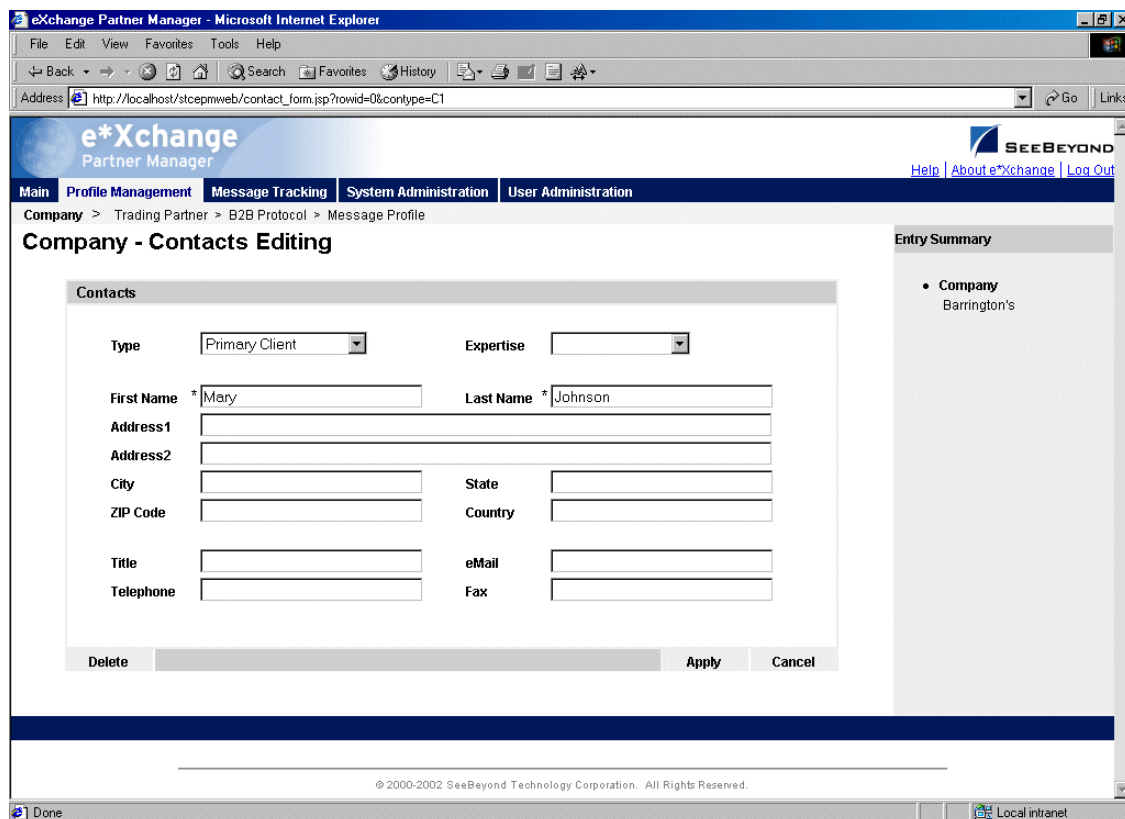 eXchange Partner Manager - Microsoft Internet Explorer
File Edit View Favorites Tools Help
Back Search Favorites History
Address http://localhost/stcepmweb/contact_form.jsp?rowid=0&contype=C1 Go Links
e*Xchange
Partner Manager
SEEBEYOND
Help | About e*Xchange | Log Out
Main Profile Management Message Tracking System Administration User Administration
Company > Trading Partner > B2B Protocol > Message Profile
Company - Contacts Editing
Entry Summary
• Company
Barrington's
Contacts
Type Primary Client Expertise
First Name * Mary Last Name * Johnson
Address1
Address2
City State
ZIP Code Country
Title eMail
Telephone Fax
Delete Apply Cancel
© 2000-2002 SeeBeyond Technology Corporation. All Rights Reserved.
Done Local intranet